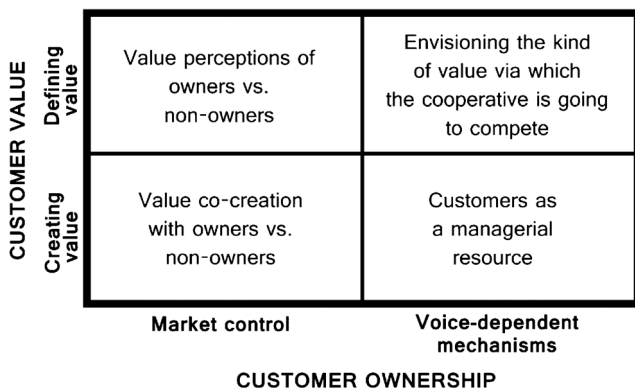 CUSTOMER VALUE
Defining
value
Value perceptions of
owners vs.
non-owners
Envisioning the kind
of value via which
the cooperative is going
to compete
Creating
value
Value co-creation
with owners vs.
non-owners
Customers as
a managerial
resource
Market control
Voice-dependent
mechanisms
CUSTOMER OWNERSHIP